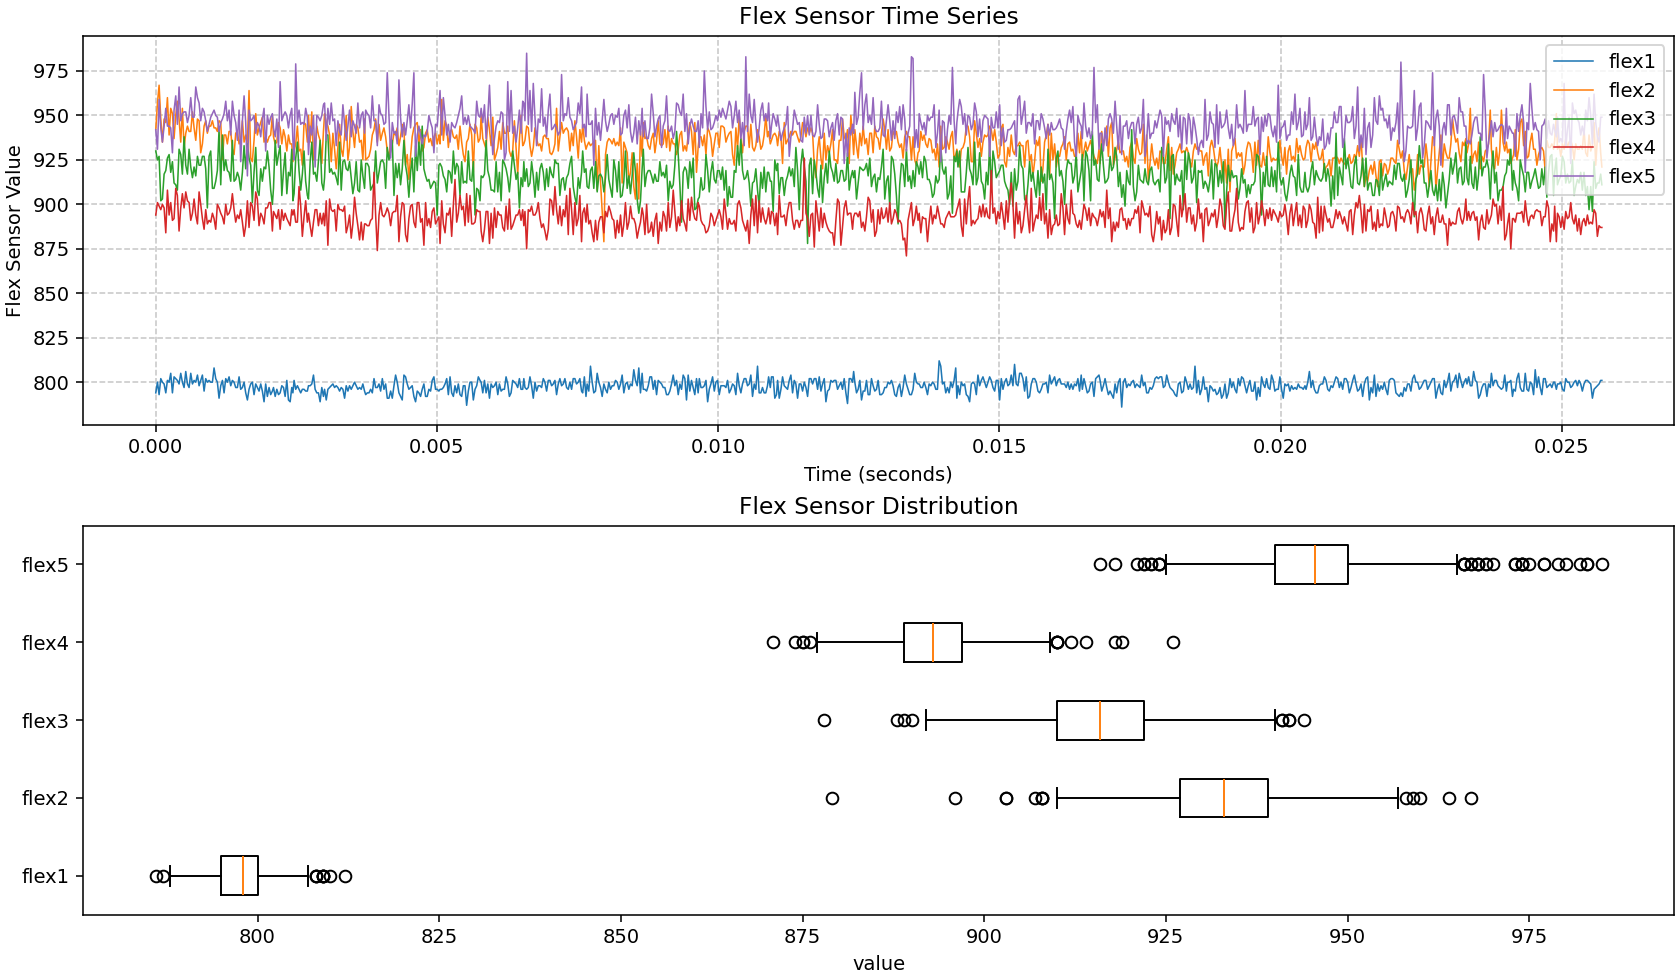 Flex Sensor Time Series
Flex Sensor Value
975
950
925
900
875
850
825
800
flex1
flex2
flex3
flex4
flex5
0.000 0.005 0.010 0.015 0.020 0.025
Time (seconds)
Flex Sensor Distribution
flex5
flex4
flex3
flex2
flex1
800 825 850 875 900 925 950 975
value